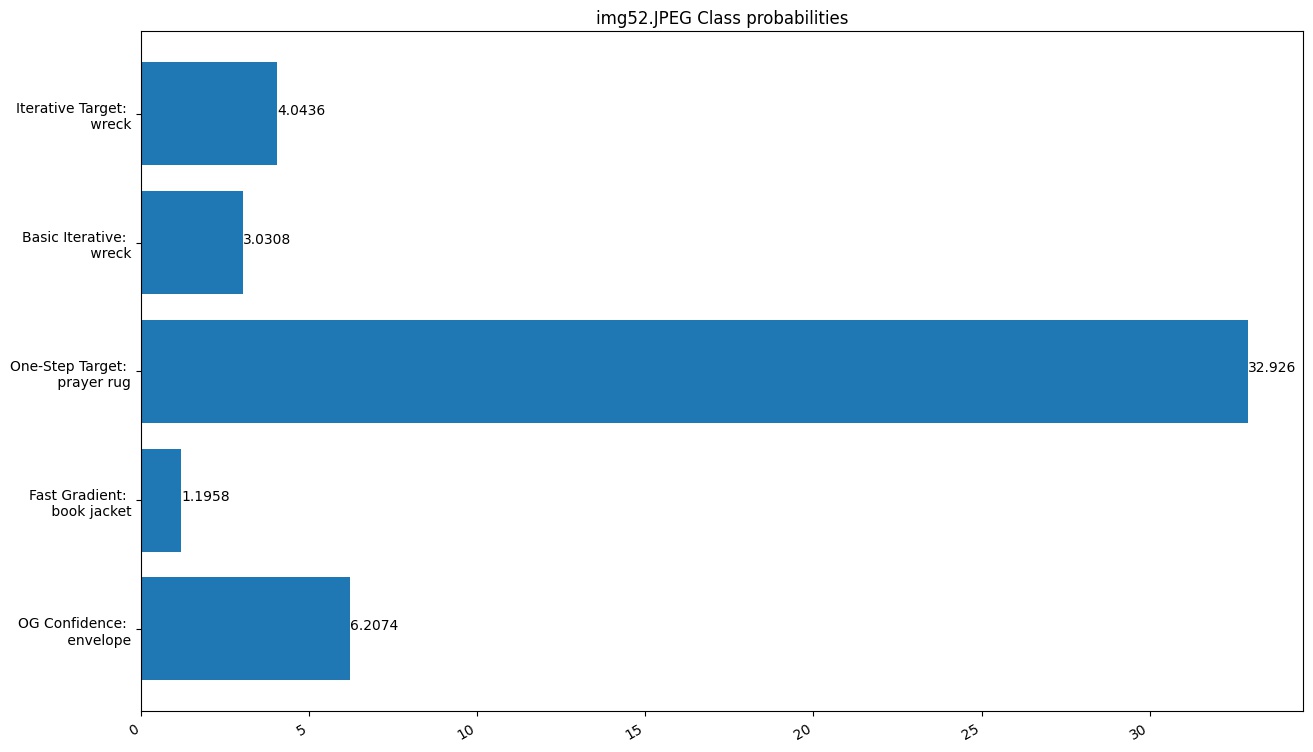 img52.JPEG Class probabilities
Iterative Target:
wreck
4.0436
Basic Iterative:
wreck
3.0308
One-Step Target:
prayer rug
32.926
Fast Gradient:
book jacket
1.1958
OG Confidence:
envelope
6.2074
0 5 10 15 20 25 30